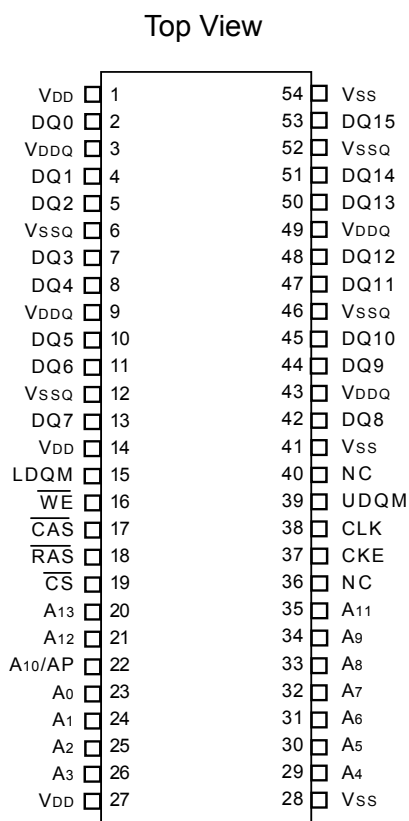 Top View
VDD 1 54 VSS
DQ0 2 53 DQ15
VDDQ 3 52 VSSQ
DQ1 4 51 DQ14
DQ2 5 50 DQ13
VSSQ 6 49 VDDQ
DQ3 7 48 DQ12
DQ4 8 47 DQ11
VDDQ 9 46 VSSQ
DQ5 10 45 DQ10
DQ6 11 44 DQ9
VSSQ 12 43 VDDQ
DQ7 13 42 DQ8
VDD 14 41 VSS
LDQM 15 40 NC
WE 16 39 UDQM
CAS 17 38 CLK
RAS 18 37 CKE
CS 19 36 NC
A13 20 35 A11
A12 21 34 A9
A10/AP 22 33 A8
A0 23 32 A7
A1 24 31 A6
A2 25 30 A5
A3 26 29 A4
VDD 27 28 VSS